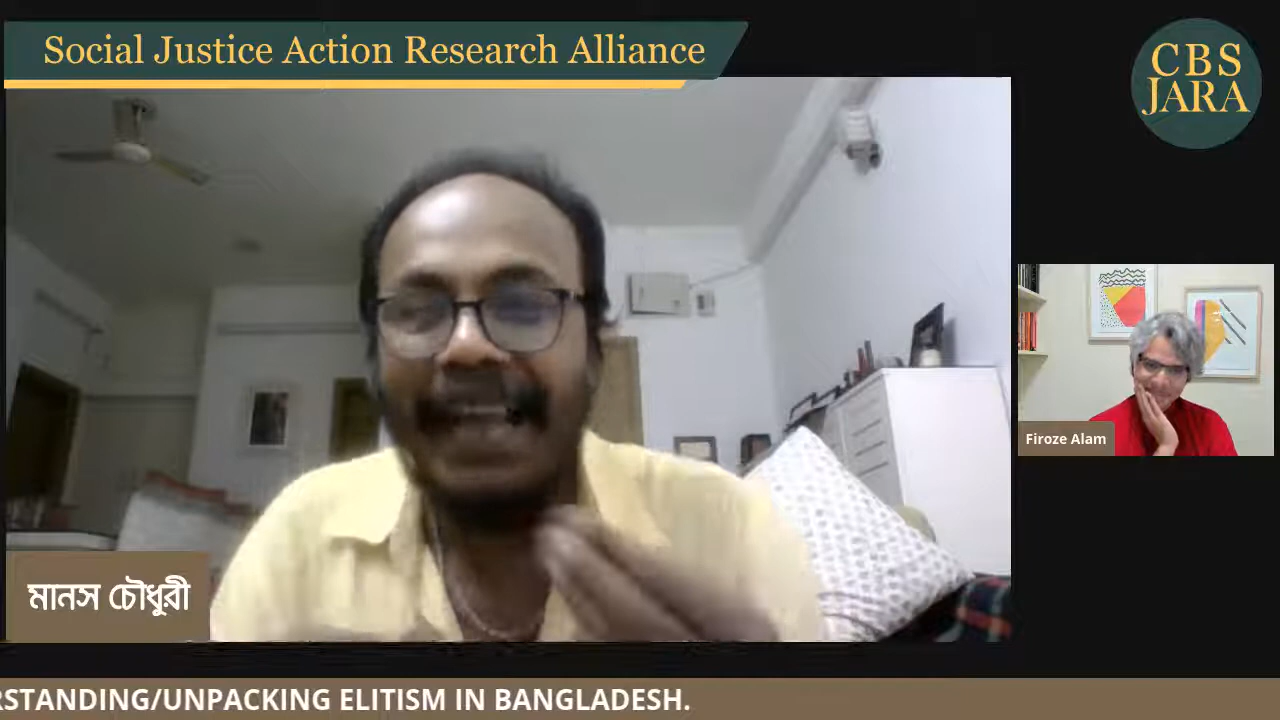 Social Justice Action Research Alliance
CBS
JARA
Firoze Alam
মানস চৌধুরী
RSTANDING/UNPACKING ELITISM IN BANGLADESH.